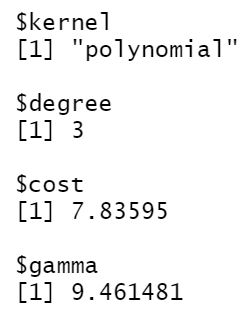 $kernel
[1] "polynomial"
$degree
[1] 3
$cost
[1] 7.83595
$gamma
[1] 9.461481